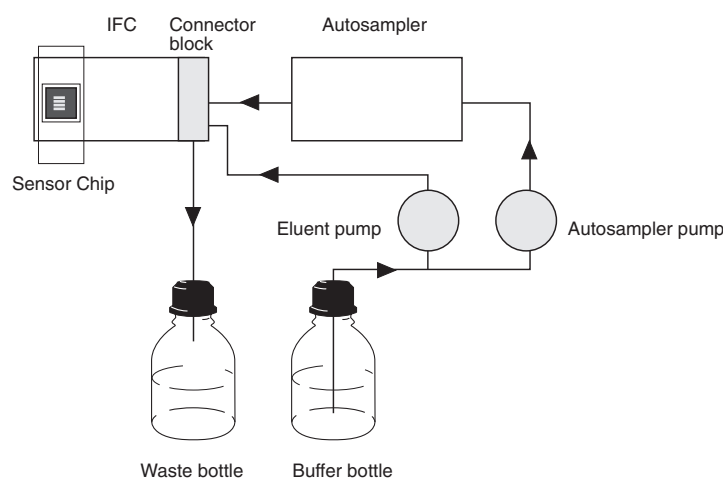 IFC
Connector
block
Autosampler
Sensor Chip
Eluent pump
Autosampler pump
Waste bottle
Buffer bottle